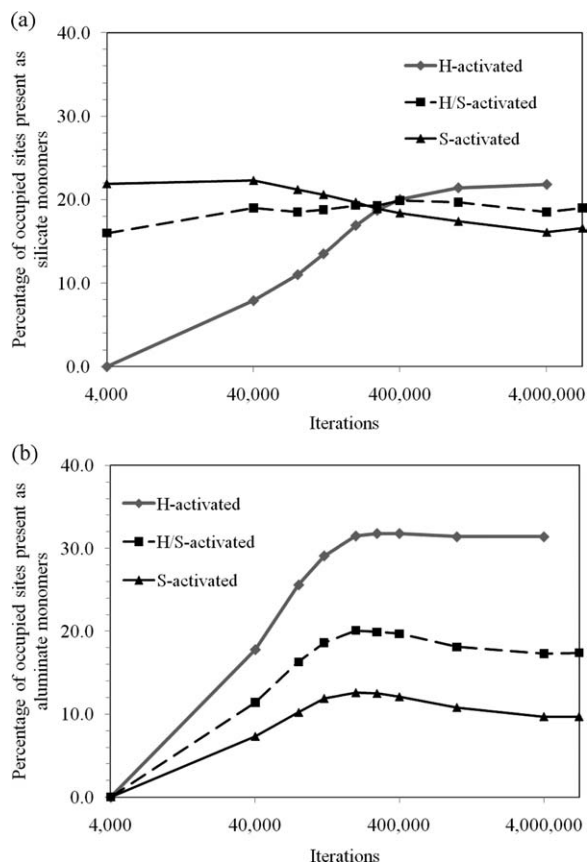 (a)
40.0
30.0
20.0
10.0
0.0
Percentage of occupied sites present as
silicate monomers
H-activated
H/S-activated
S-activated
4,000 40,000 400,000 4,000,000
Iterations
(b)
40.0
30.0
20.0
10.0
0.0
Percentage of occupied sites present as
aluminate monomers
H-activated
H/S-activated
S-activated
4,000 40,000 400,000 4,000,000
Iterations